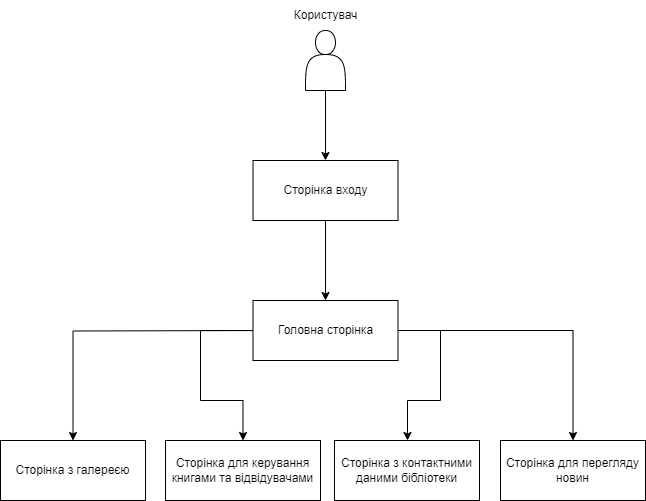 Користувач
Сторінка входу
Головна сторінка
Сторінка з галереєю
Сторінка для керування
книгами та відвідувачами
Сторінка з контактними
даними бібліотеки
Сторінка для перегляду
новин